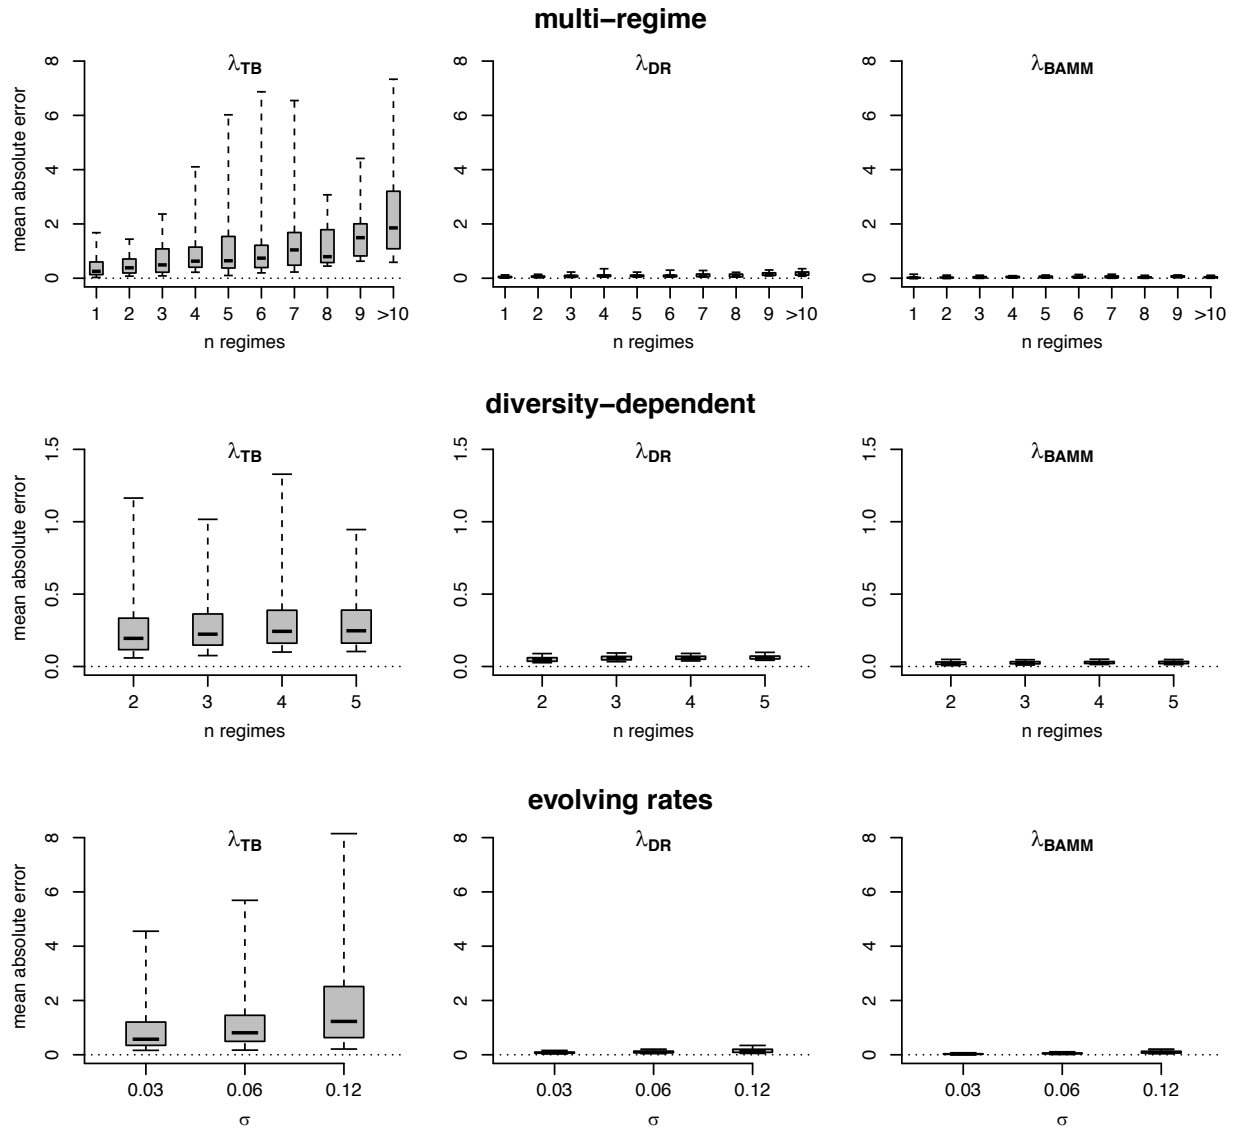 multi−regime
λTB
λDR
λBAMM
mean absolute error
0 2 4 6 8
0 2 4 6 8
0 2 4 6 8
1 2 3 4 5 6 7 8 9 >10
1 2 3 4 5 6 7 8 9 >10
1 2 3 4 5 6 7 8 9 >10
n regimes
n regimes
n regimes
diversity−dependent
λTB
λDR
λBAMM
mean absolute error
0.0 0.5 1.0 1.5
0.0 0.5 1.0 1.5
0.0 0.5 1.0 1.5
2 3 4 5
2 3 4 5
2 3 4 5
n regimes
n regimes
n regimes
evolving rates
λTB
λDR
λBAMM
mean absolute error
0 2 4 6 8
0 2 4 6 8
0 2 4 6 8
0.03 0.06 0.12
0.03 0.06 0.12
0.03 0.06 0.12
σ
σ
σ